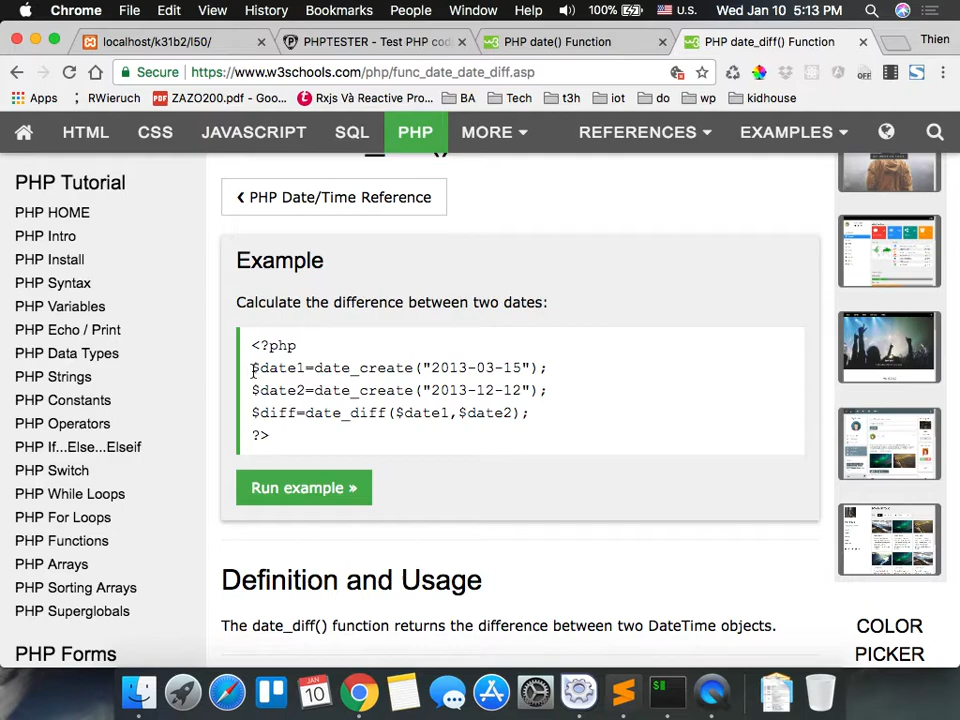 Chrome File Edit View History Bookmarks People Window Help 100% U.S. Wed Jan 10 5:13 PM
localhost/k31b2/l50/ PHPTESTER - Test PHP cod PHP date() Function PHP date_diff() Function Thien
Secure https://www.w3schools.com/php/func_date_date_diff.asp
Apps RWieruch ZAZO200.pdf - Goo... Rxjs Và Reactive Pro... BA Tech t3h iot do wp kidhouse
HTML CSS JAVASCRIPT SQL PHP MORE REFERENCES EXAMPLES
PHP Tutorial
PHP HOME
PHP Intro
PHP Install
PHP Syntax
PHP Variables
PHP Echo / Print
PHP Data Types
PHP Strings
PHP Constants
PHP Operators
PHP If...Else...Elseif
PHP Switch
PHP While Loops
PHP For Loops
PHP Functions
PHP Arrays
PHP Sorting Arrays
PHP Superglobals
PHP Forms
❮ PHP Date/Time Reference
Example
Calculate the difference between two dates:
<?php
$date1=date_create("2013-03-15");
$date2=date_create("2013-12-12");
$diff=date_diff($date1,$date2);
?>
Run example »
Definition and Usage
The date_diff() function returns the difference between two DateTime objects.
COLOR
PICKER